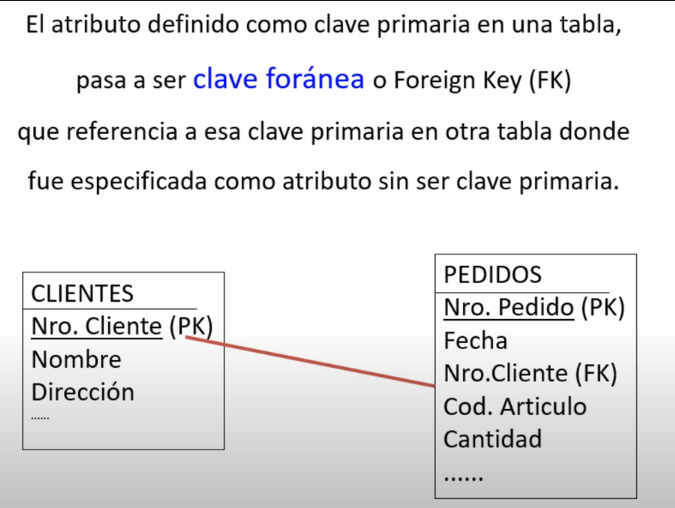 El atributo definido como clave primaria en una tabla,
pasa a ser clave foránea o Foreign Key (FK)
que referencia a esa clave primaria en otra tabla donde
fue especificada como atributo sin ser clave primaria.
CLIENTES
Nro. Cliente (PK)
Nombre
Dirección
......
PEDIDOS
Nro. Pedido (PK)
Fecha
Nro.Cliente (FK)
Cod. Articulo
Cantidad
......